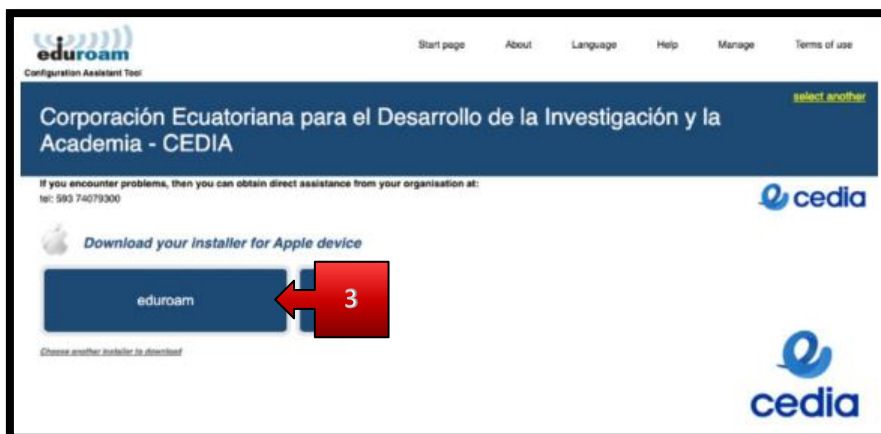 eduroam
Configuration Assistant Tool
Start page About Language Help Manage Terms of use
select another
Corporación Ecuatoriana para el Desarrollo de la Investigación y la
Academia - CEDIA
If you encounter problems, then you can obtain direct assistance from your organisation at:
tel: 593 74079300
cedia
Download your installer for Apple device
eduroam
3
Choose another installer to download
cedia